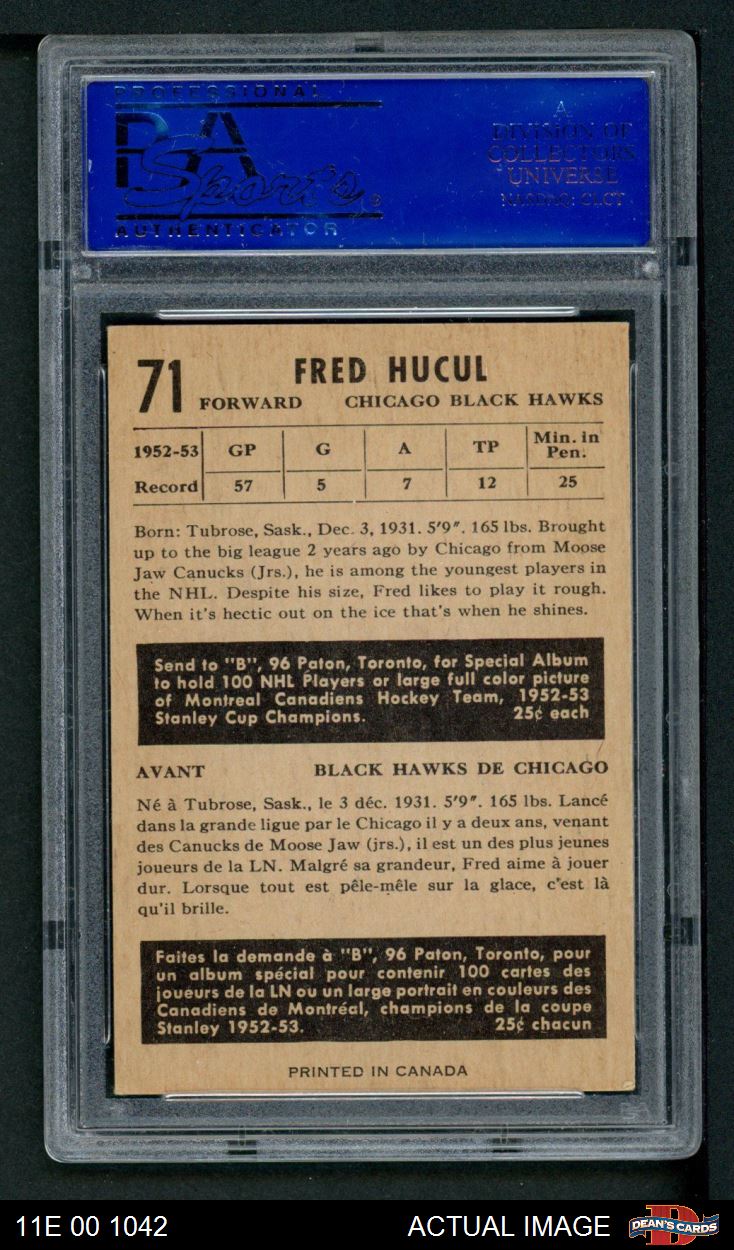 PROFESSIONAL
PSA
Sports
AUTHENTICATOR
A
DIVISION OF
COLLECTORS
UNIVERSE
NASDAQ: CLCT
71
FRED HUCUL
FORWARD CHICAGO BLACK HAWKS
1952-53 GP G A TP Min. in Pen.
Record 57 5 7 12 25
Born: Tubrose, Sask., Dec. 3, 1931. 5'9". 165 lbs. Brought
up to the big league 2 years ago by Chicago from Moose
Jaw Canucks (Jrs.), he is among the youngest players in
the NHL. Despite his size, Fred likes to play it rough.
When it's hectic out on the ice that's when he shines.
Send to "B", 96 Paton, Toronto, for Special Album
to hold 100 NHL Players or large full color picture
of Montreal Canadiens Hockey Team, 1952-53
Stanley Cup Champions. 25¢ each
AVANT BLACK HAWKS DE CHICAGO
Né à Tubrose, Sask., le 3 déc. 1931. 5'9". 165 lbs. Lancé
dans la grande ligue par le Chicago il y a deux ans, venant
des Canucks de Moose Jaw (jrs.), il est un des plus jeunes
joueurs de la LN. Malgré sa grandeur, Fred aime à jouer
dur. Lorsque tout est pêle-mêle sur la glace, c'est là
qu'il brille.
Faites la demande à "B", 96 Paton, Toronto, pour
un album spécial pour contenir 100 cartes des
joueurs de la LN ou un large portrait en couleurs des
Canadiens de Montréal, champions de la coupe
Stanley 1952-53. 25¢ chacun
PRINTED IN CANADA
11E 00 1042 ACTUAL IMAGE DEAN'S CARDS